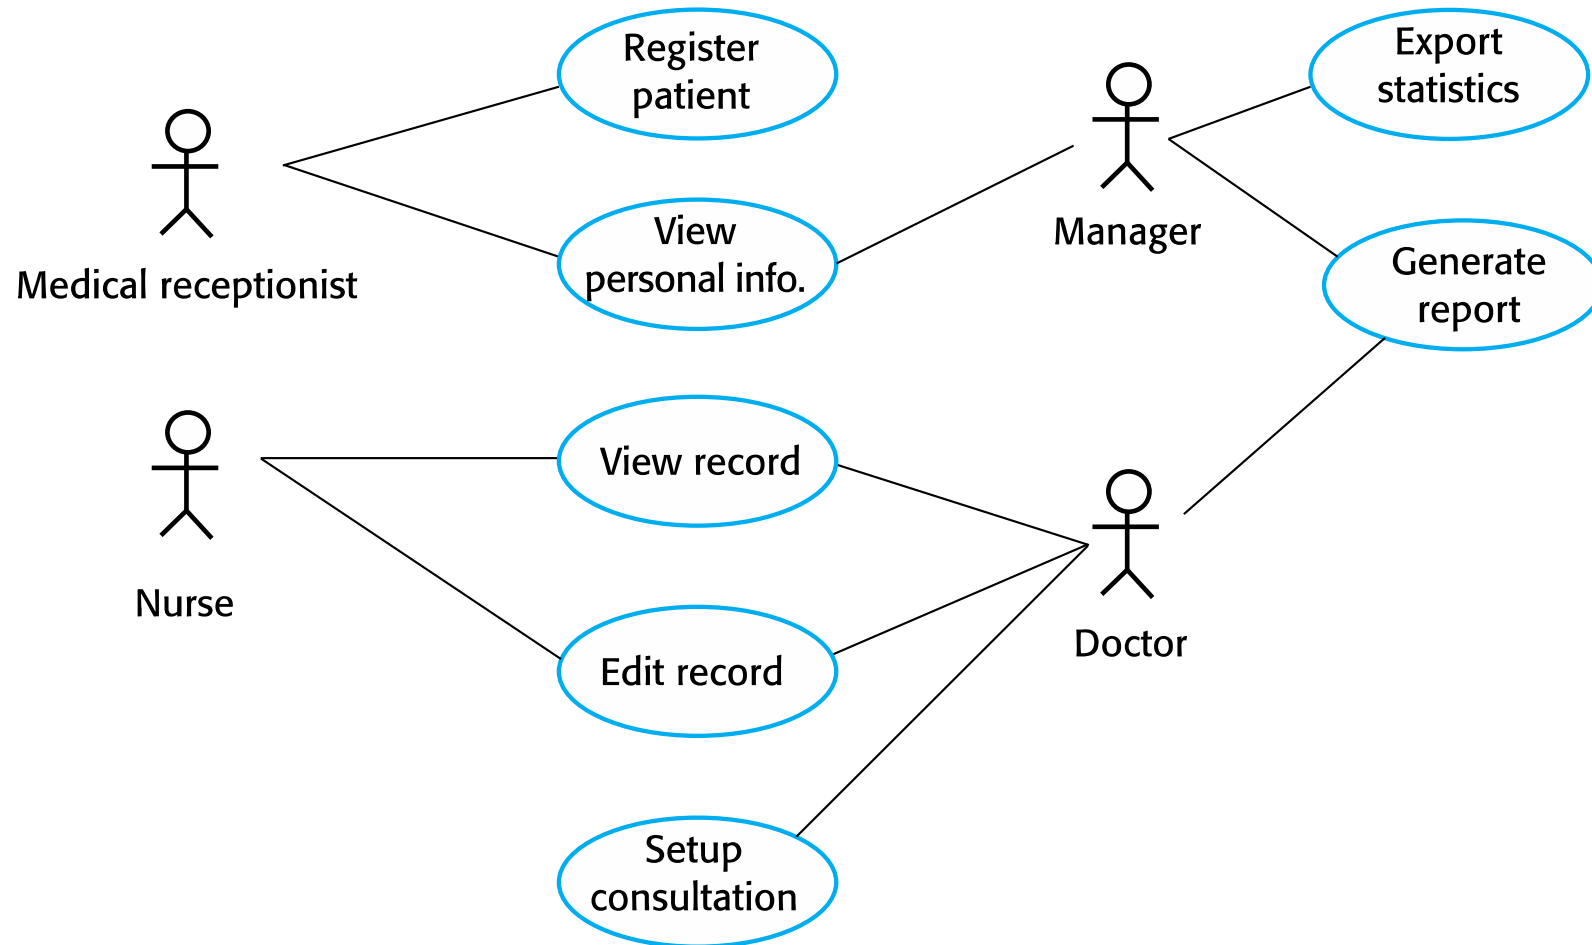 Register
patient
Export
statistics
Medical receptionist
View
personal info.
Manager
Generate
report
Nurse
View record
Edit record
Doctor
Setup
consultation